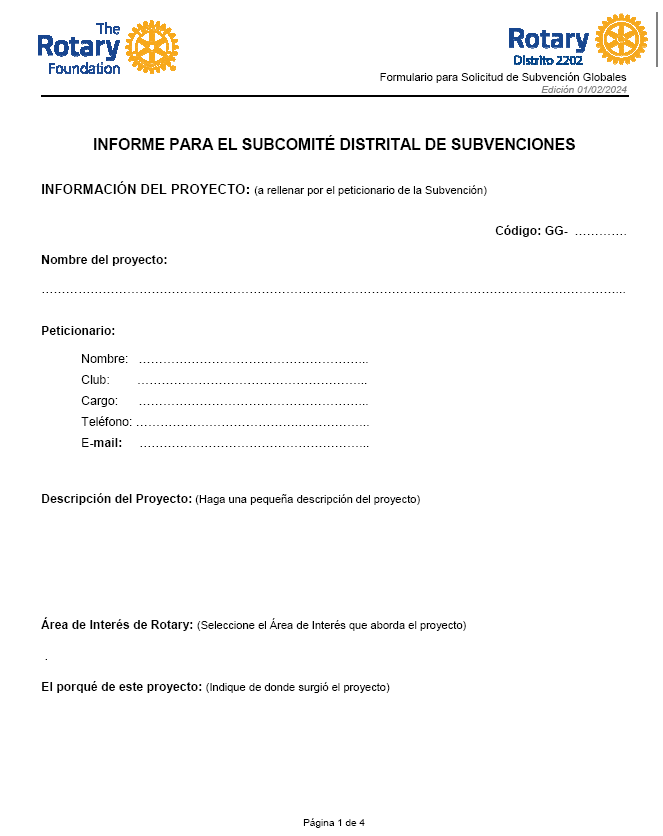 The
Rotary
Foundation
Rotary
Distrito 2202
Formulario para Solicitud de Subvención Globales
Edición 01/02/2024
INFORME PARA EL SUBCOMITÉ DISTRITAL DE SUBVENCIONES
INFORMACIÓN DEL PROYECTO: (a rellenar por el peticionario de la Subvención)
Código: GG- ………….
Nombre del proyecto:
……………………………………………………………………………………………………………………………...
Peticionario:
Nombre: ………………………………………………..
Club: ………………………………………………..
Cargo: ………………………………………………..
Teléfono: ………………………………………………..
E-mail: ………………………………………………..
Descripción del Proyecto: (Haga una pequeña descripción del proyecto)
Área de Interés de Rotary: (Seleccione el Área de Interés que aborda el proyecto)
.
El porqué de este proyecto: (Indique de donde surgió el proyecto)
Página 1 de 4